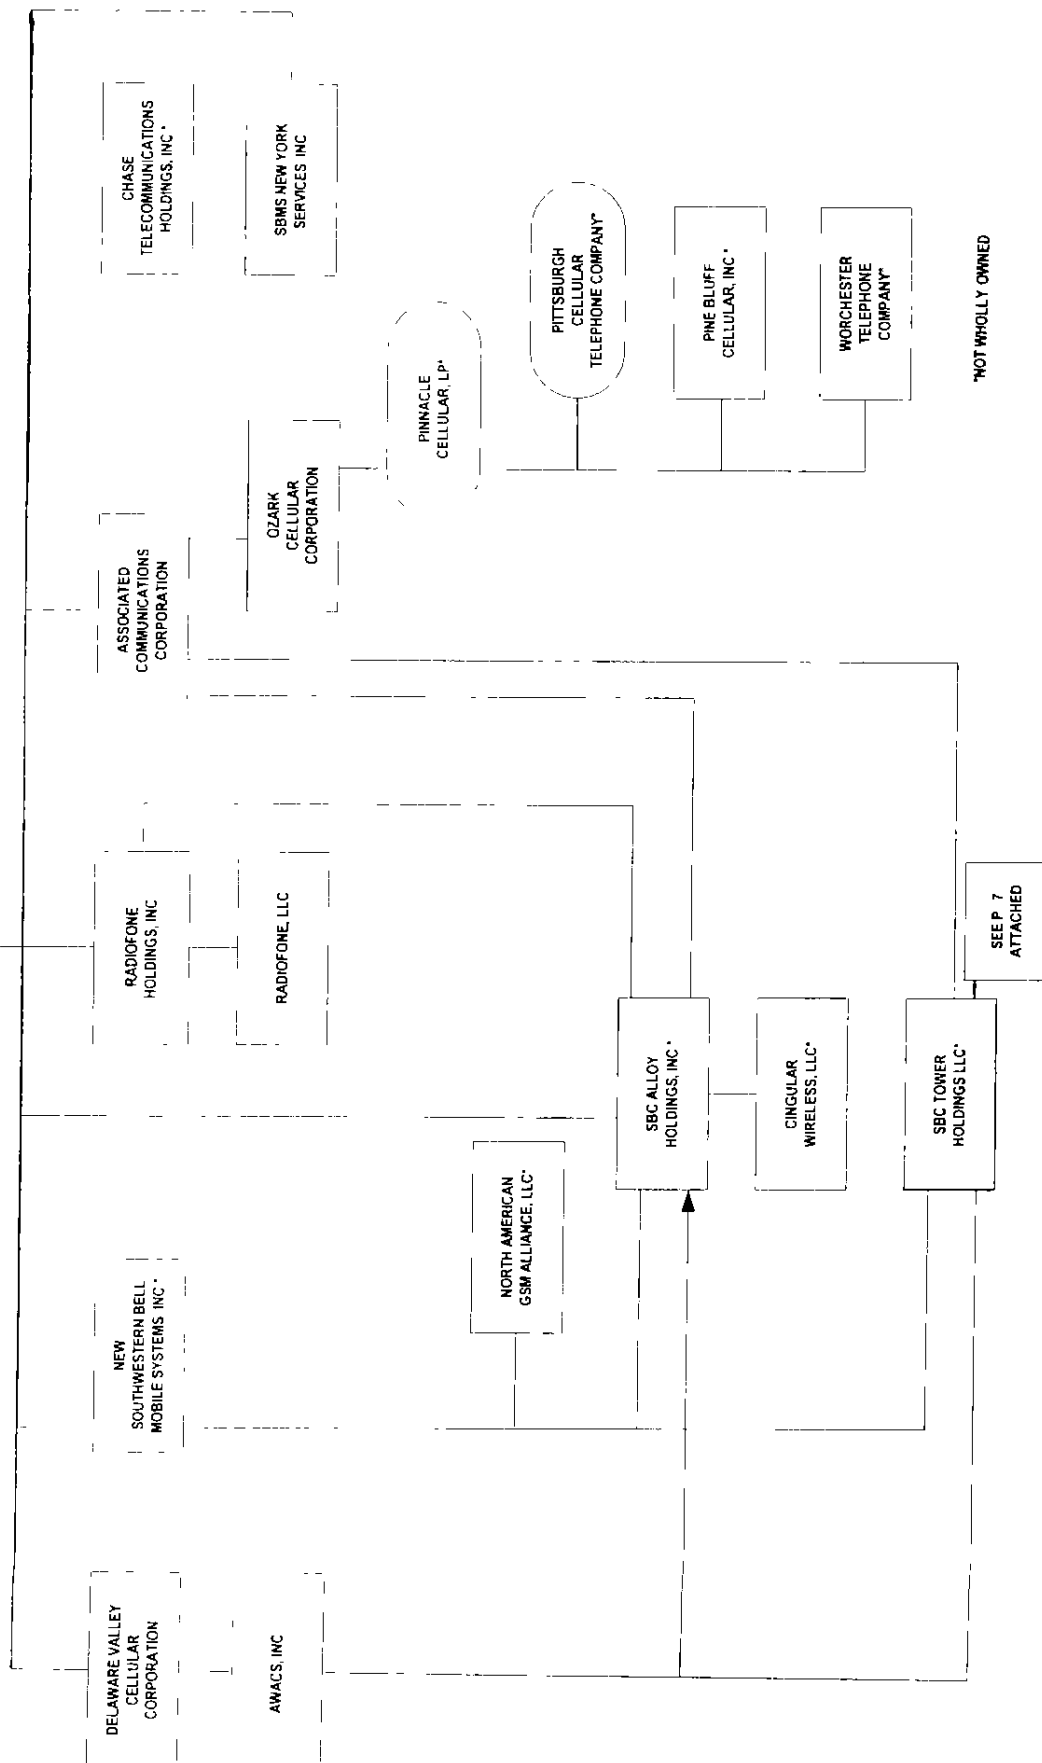 DELAWARE VALLEY
CELLULAR
CORPORATION
NEW
SOUTHWESTERN BELL
MOBILE SYSTEMS INC*
RADIOFONE
HOLDINGS, INC
ASSOCIATED
COMMUNICATIONS
CORPORATION
CHASE
TELECOMMUNICATIONS
HOLDINGS, INC*
AWACS, INC
RADIOFONE, LLC
OZARK
CELLULAR
CORPORATION
SBMS NEW YORK
SERVICES INC
PINNACLE
CELLULAR, LP*
NORTH AMERICAN
GSM ALLIANCE, LLC*
PITTSBURGH
CELLULAR
TELEPHONE COMPANY*
SBC ALLOY
HOLDINGS, INC*
PINE BLUFF
CELLULAR, INC*
CINGULAR
WIRELESS, LLC*
WORCHESTER
TELEPHONE
COMPANY*
SBC TOWER
HOLDINGS LLC*
SEE P 7
ATTACHED
*NOT WHOLLY OWNED